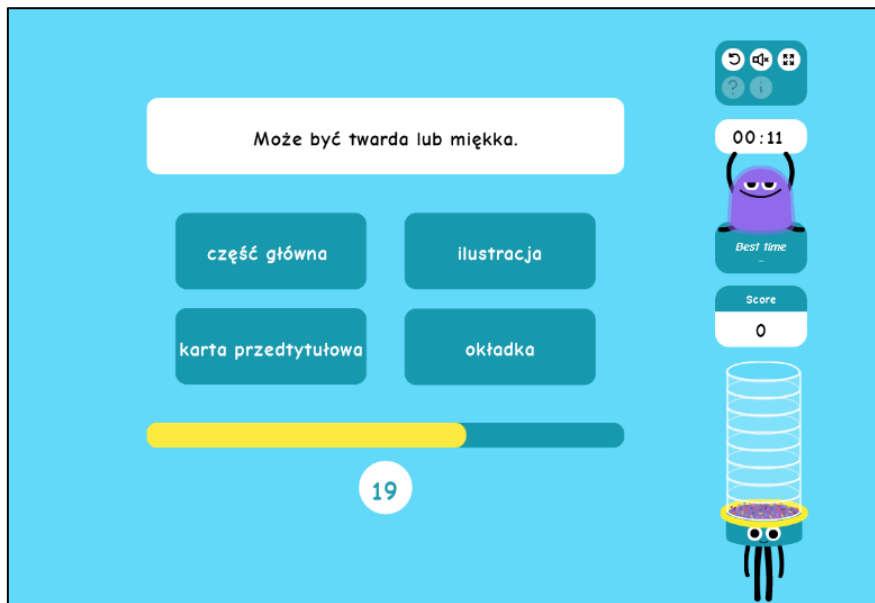 Może być twarda lub miękka.
część główna
ilustracja
karta przedtytułowa
okładka
19
? i
00:11
Best time
-
Score
0